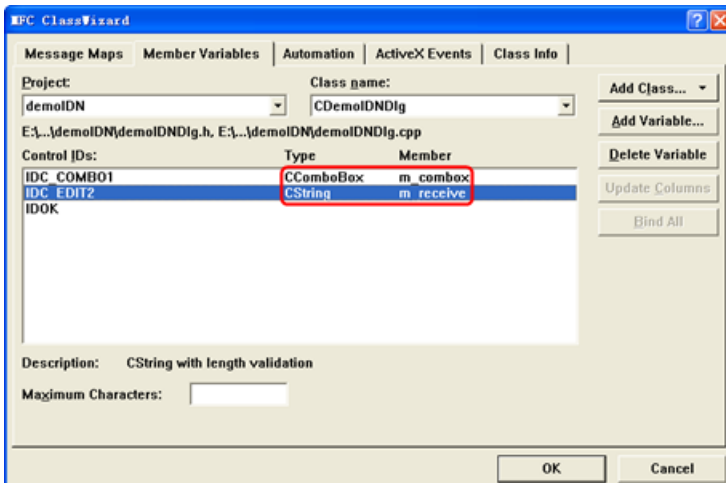 MFC ClassWizard
Message Maps Member Variables Automation ActiveX Events Class Info
Project: Class name:
demoIDN CDemoIDNDlg
Add Class...
E:\...\demoIDN\demoIDNDlg.h, E:\...\demoIDN\demoIDNDlg.cpp
Add Variable...
Control IDs: Type Member
Delete Variable
IDC_COMBO1 CComboBox m_combox
IDC_EDIT2 CString m_receive
Update Columns
IDOK
Bind All
Description: CString with length validation
Maximum Characters:
OK Cancel